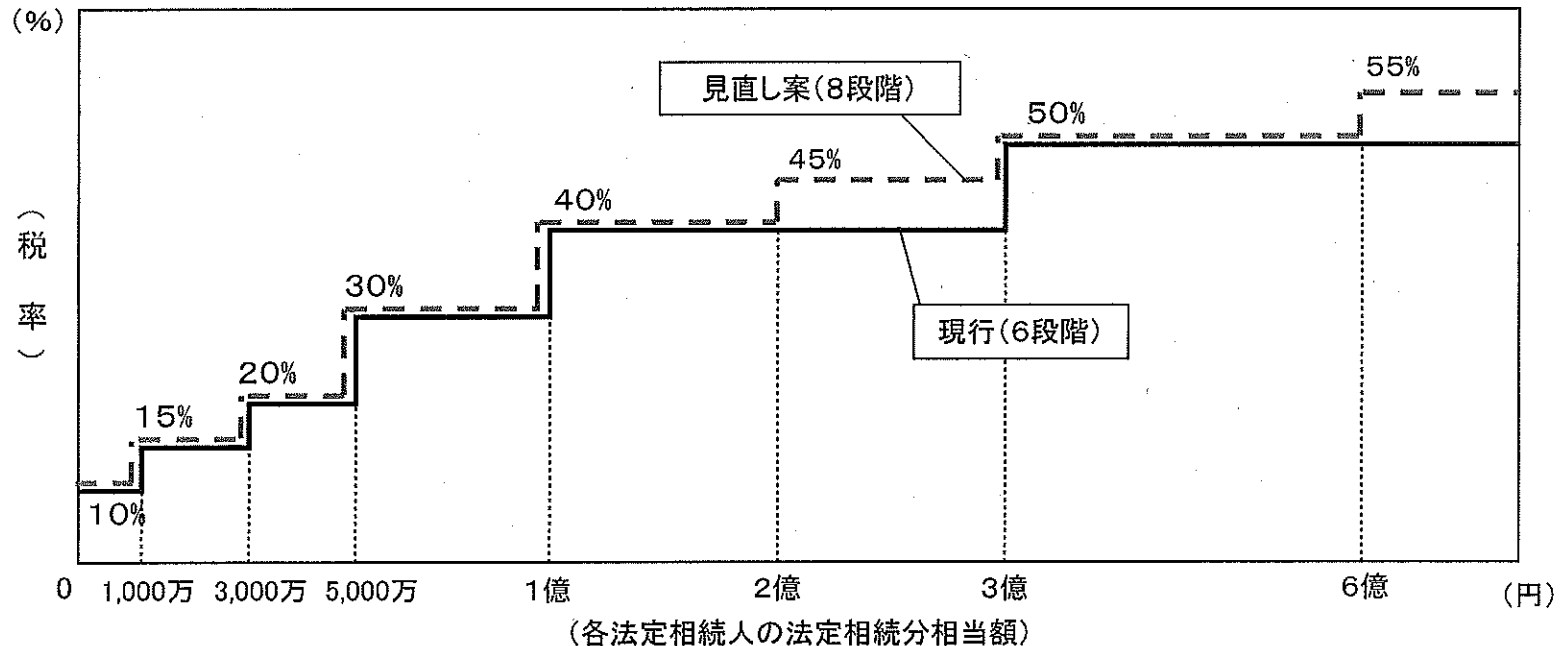 (%)
55%
見直し案(8段階)
50%
45%
40%
30%
現行(6段階)
20%
15%
10%
(税率)
0 1,000万 3,000万 5,000万 1億 2億 3億 6億 (円)
(各法定相続人の法定相続分相当額)